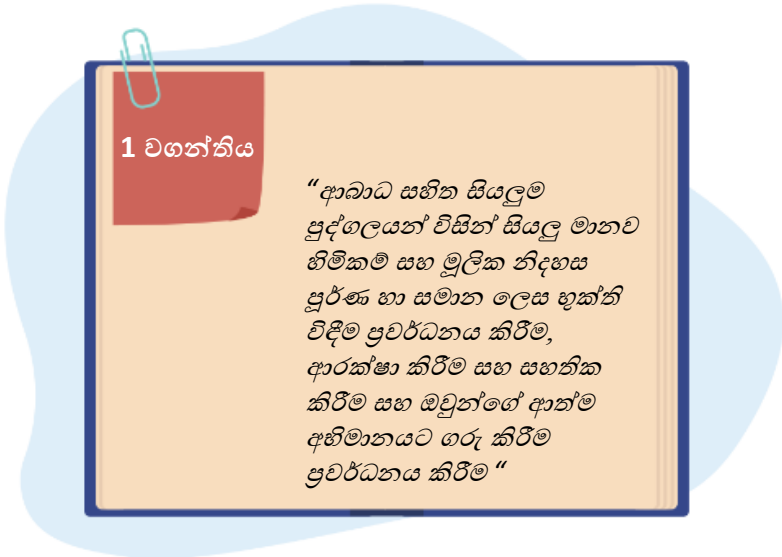 1 වගන්තිය
“ආබාධ සහිත සියලුම
පුද්ගලයන් විසින් සියලු මානව
හිමිකම් සහ මූලික නිදහස
පූර්ණ හා සමාන ලෙස භුක්ති
විඳීම ප්‍රවර්ධනය කිරීම,
ආරක්ෂා කිරීම සහ සහතික
කිරීම සහ ඔවුන්ගේ ආත්ම
අභිමානයට ගරු කිරීම
ප්‍රවර්ධනය කිරීම “